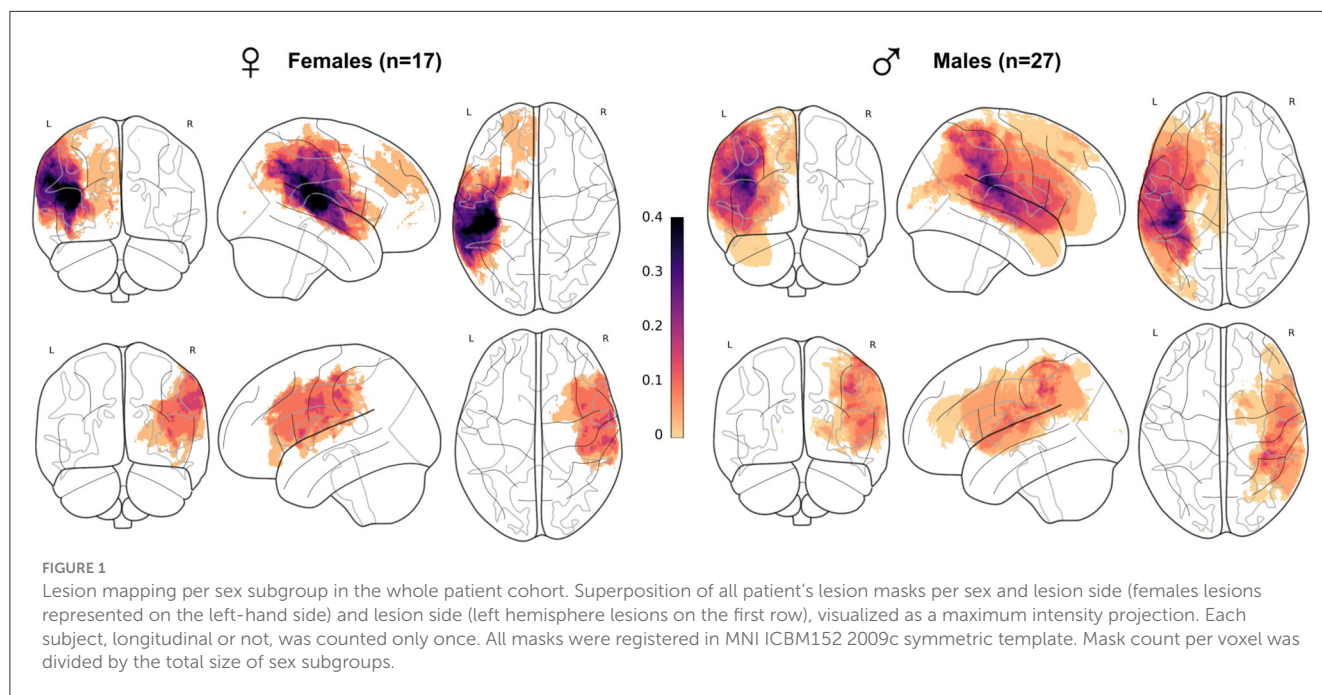 ♀ Females (n=17)
♂ Males (n=27)
L
R
L
R
L
R
L
R
0.4
0.3
0.2
0.1
0
L
R
L
R
L
R
L
R
FIGURE 1
Lesion mapping per sex subgroup in the whole patient cohort. Superposition of all patient's lesion masks per sex and lesion side (females lesions
represented on the left-hand side) and lesion side (left hemisphere lesions on the first row), visualized as a maximum intensity projection. Each
subject, longitudinal or not, was counted only once. All masks were registered in MNI ICBM152 2009c symmetric template. Mask count per voxel was
divided by the total size of sex subgroups.